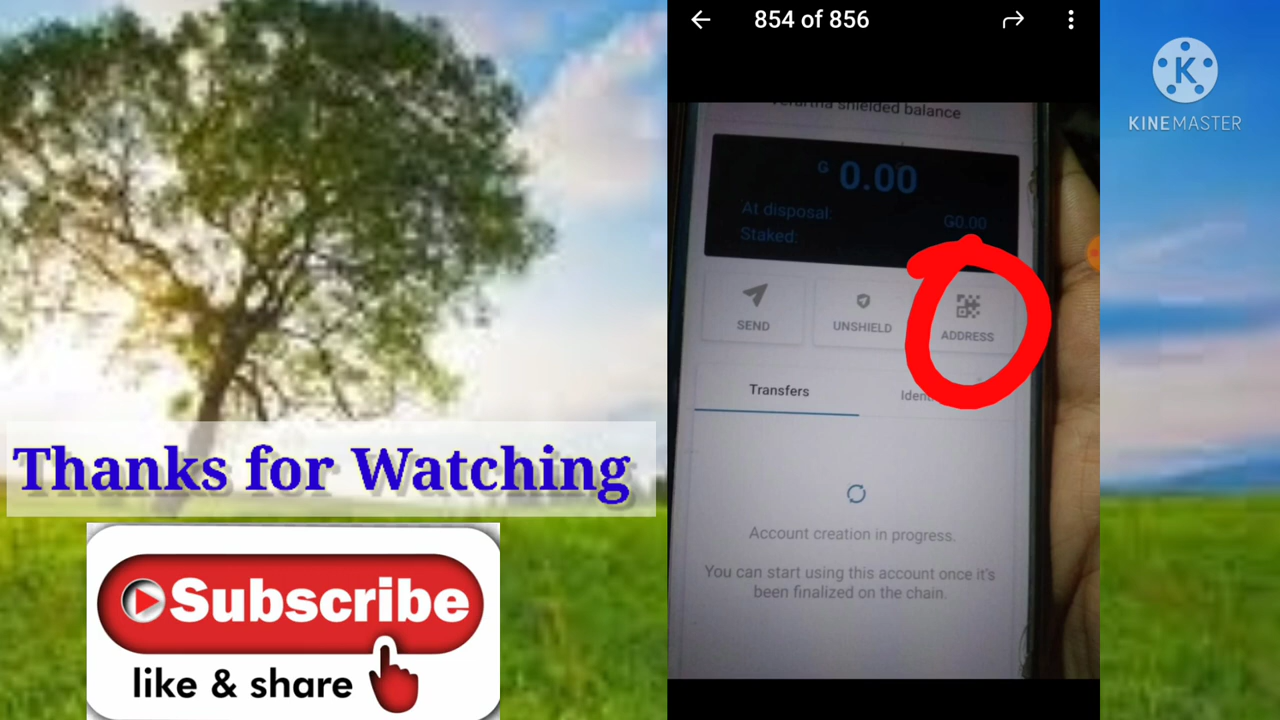 854 of 856
K
KINEMASTER
shielded balance
G 0.00
At disposal:
G0.00
Staked:
SEND
UNSHIELD
ADDRESS
Transfers
Account creation in progress.
You can start using this account once it's
been finalized on the chain.
Thanks for Watching
Subscribe
like & share